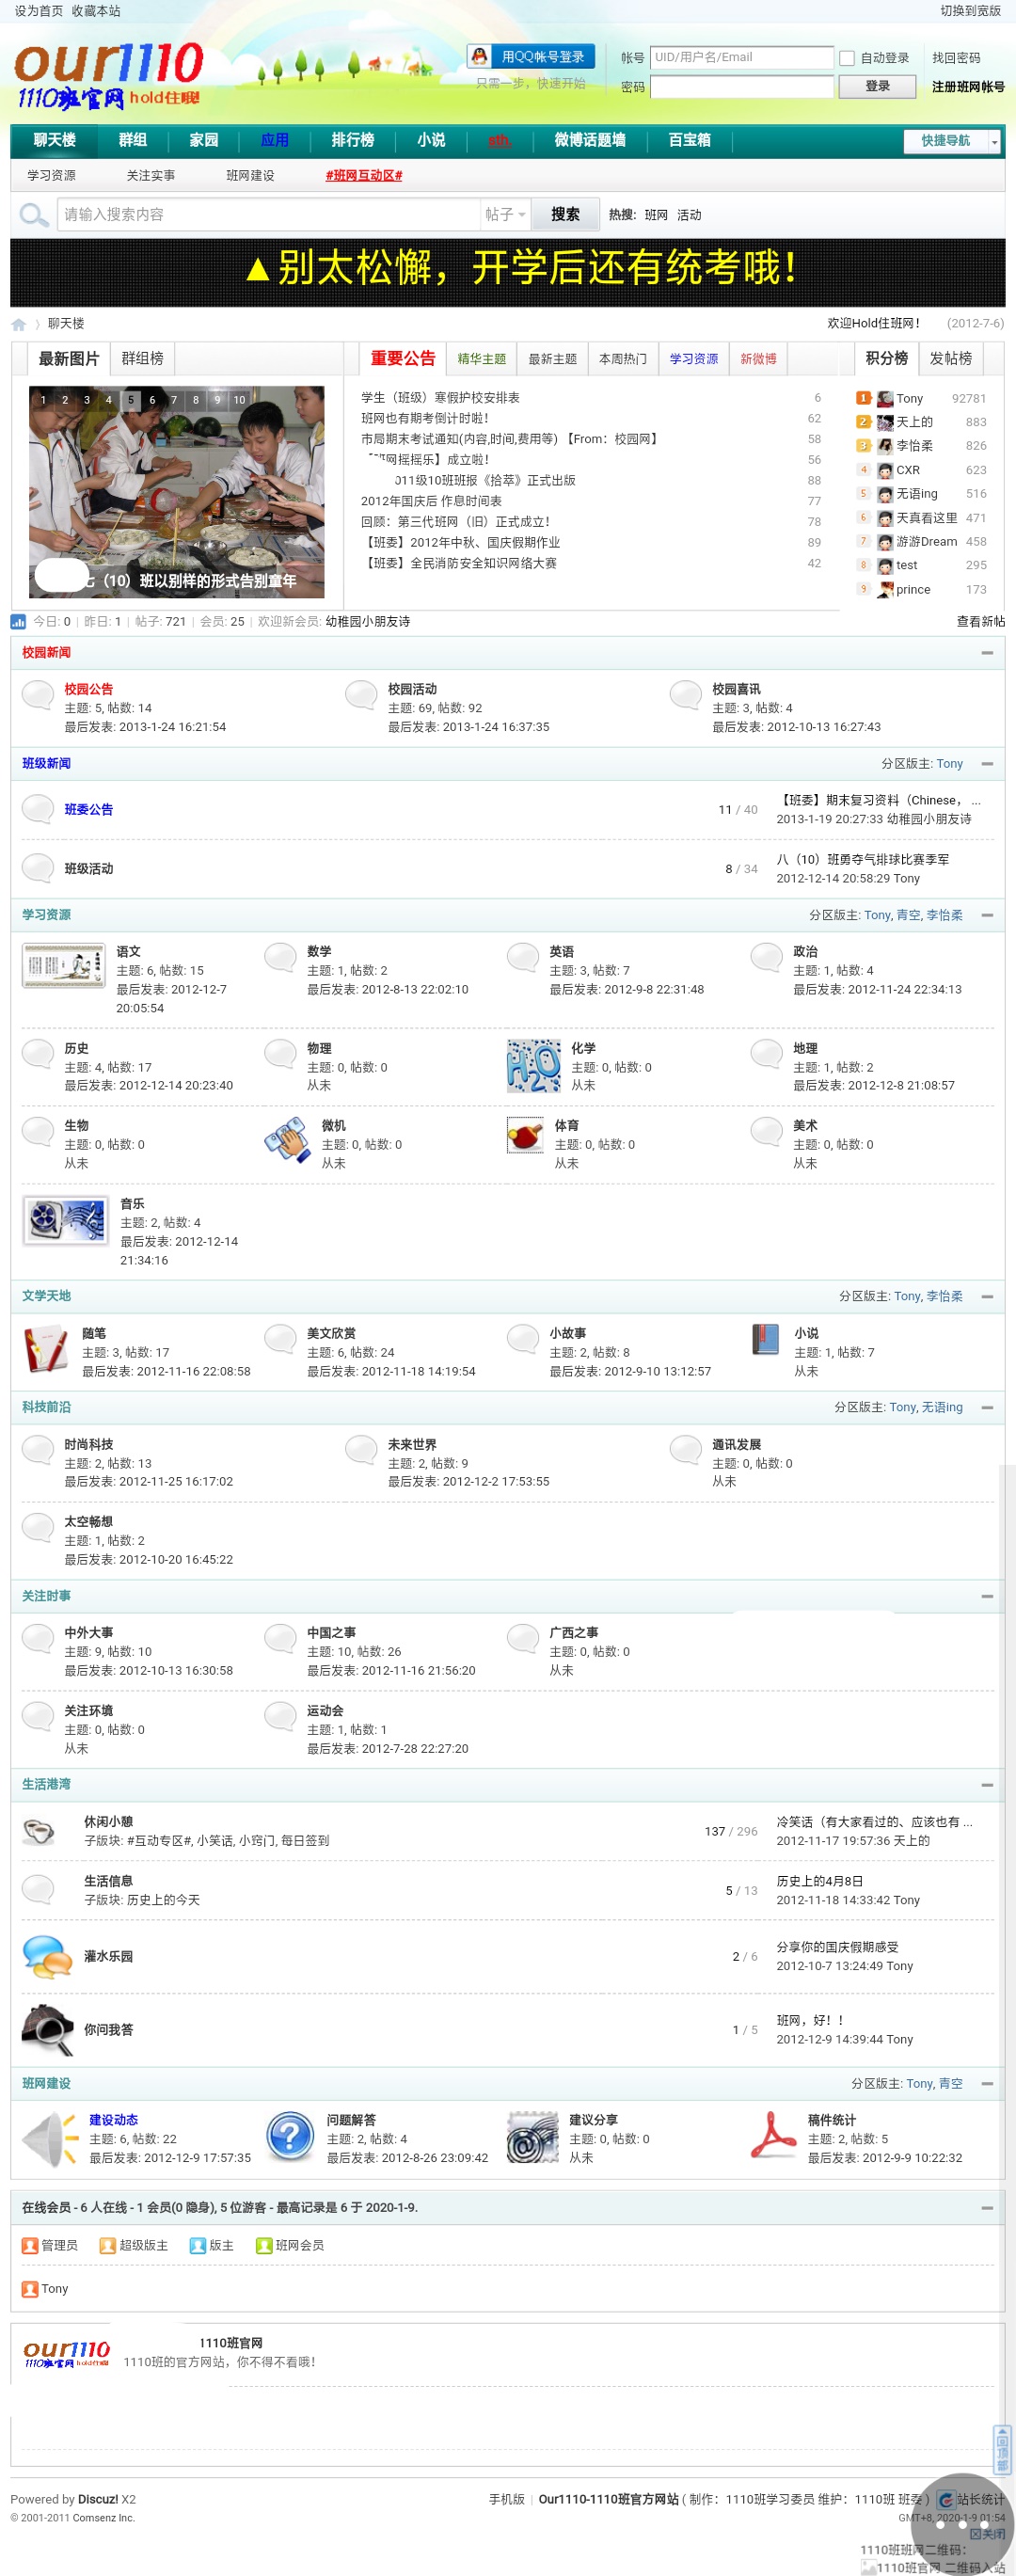 设为首页 收藏本站 切换到宽版
our1110
1110班官网 hold住哦!
用QQ帐号登录
只需一步，快速开始
帐号 UID/用户名/Email 自动登录 找回密码
密码 登录 注册班网帐号
聊天楼 群组 家园 应用 排行榜 小说 sth. 微博话题墙 百宝箱 快捷导航
学习资源 关注实事 班网建设 #班网互动区#
请输入搜索内容 帖子 搜索 热搜: 班网 活动
▲别太松懈，开学后还有统考哦！
聊天楼 欢迎Hold住班网！ (2012-7-6)
最新图片 群组榜 重要公告 精华主题 最新主题 本周热门 学习资源 新微博 积分榜 发帖榜
1 2 3 4 5 6 7 8 9 10
七（10）班以别样的形式告别童年
学生（班级）寒假护校安排表 6
班网也有期考倒计时啦！ 62
市局期末考试通知(内容,时间,费用等) 【From：校园网】 58
网摇摇乐】成立啦！ 56
011级10班班报《拾萃》正式出版 88
2012年国庆后 作息时间表 77
回顾：第三代班网（旧）正式成立！ 78
【班委】2012年中秋、国庆假期作业 89
【班委】全民消防安全知识网络大赛 42
1 Tony 92781
2 天上的 883
3 李怡柔 826
4 CXR 623
5 无语ing 516
6 天真看这里 471
7 游游Dream 458
8 test 295
9 prince 173
今日: 0 | 昨日: 1 | 帖子: 721 | 会员: 25 | 欢迎新会员: 幼稚园小朋友诗 查看新帖
校园新闻
校园公告 校园活动 校园喜讯
主题: 5, 帖数: 14 主题: 69, 帖数: 92 主题: 3, 帖数: 4
最后发表: 2013-1-24 16:21:54 最后发表: 2013-1-24 16:37:35 最后发表: 2012-10-13 16:27:43
班级新闻 分区版主: Tony
班委公告 11 / 40 【班委】期末复习资料（Chinese， ...
2013-1-19 20:27:33 幼稚园小朋友诗
班级活动 8 / 34 八（10）班勇夺气排球比赛季军
2012-12-14 20:58:29 Tony
学习资源 分区版主: Tony, 青空, 李怡柔
语文 数学 英语 政治
主题: 6, 帖数: 15 主题: 1, 帖数: 2 主题: 3, 帖数: 7 主题: 1, 帖数: 4
最后发表: 2012-12-7 最后发表: 2012-8-13 22:02:10 最后发表: 2012-9-8 22:31:48 最后发表: 2012-11-24 22:34:13
20:05:54
历史 物理 化学 地理
主题: 4, 帖数: 17 主题: 0, 帖数: 0 主题: 0, 帖数: 0 主题: 1, 帖数: 2
最后发表: 2012-12-14 20:23:40 从未 从未 最后发表: 2012-12-8 21:08:57
H2O
生物 微机 体育 美术
主题: 0, 帖数: 0 主题: 0, 帖数: 0 主题: 0, 帖数: 0 主题: 0, 帖数: 0
从未 从未 从未 从未
音乐
主题: 2, 帖数: 4
最后发表: 2012-12-14
21:34:16
文学天地 分区版主: Tony, 李怡柔
随笔 美文欣赏 小故事 小说
主题: 3, 帖数: 17 主题: 6, 帖数: 24 主题: 2, 帖数: 8 主题: 1, 帖数: 7
最后发表: 2012-11-16 22:08:58 最后发表: 2012-11-18 14:19:54 最后发表: 2012-9-10 13:12:57 从未
科技前沿 分区版主: Tony, 无语ing
时尚科技 未来世界 通讯发展
主题: 2, 帖数: 13 主题: 2, 帖数: 9 主题: 0, 帖数: 0
最后发表: 2012-11-25 16:17:02 最后发表: 2012-12-2 17:53:55 从未
太空畅想
主题: 1, 帖数: 2
最后发表: 2012-10-20 16:45:22
关注时事
中外大事 中国之事 广西之事
主题: 9, 帖数: 10 主题: 10, 帖数: 26 主题: 0, 帖数: 0
最后发表: 2012-10-13 16:30:58 最后发表: 2012-11-16 21:56:20 从未
关注环境 运动会
主题: 0, 帖数: 0 主题: 1, 帖数: 1
从未 最后发表: 2012-7-28 22:27:20
生活港湾
休闲小憩 137 / 296 冷笑话（有大家看过的、应该也有 ...
子版块: #互动专区#, 小笑话, 小窍门, 每日签到 2012-11-17 19:57:36 天上的
生活信息 5 / 13 历史上的4月8日
子版块: 历史上的今天 2012-11-18 14:33:42 Tony
灌水乐园 2 / 6 分享你的国庆假期感受
2012-10-7 13:24:49 Tony
你问我答 1 / 5 班网，好！！
2012-12-9 14:39:44 Tony
班网建设 分区版主: Tony, 青空
建设动态 问题解答 建议分享 稿件统计
主题: 6, 帖数: 22 主题: 2, 帖数: 4 主题: 0, 帖数: 0 主题: 2, 帖数: 5
最后发表: 2012-12-9 17:57:35 最后发表: 2012-8-26 23:09:42 从未 最后发表: 2012-9-9 10:22:32
在线会员 - 6 人在线 - 1 会员(0 隐身), 5 位游客 - 最高记录是 6 于 2020-1-9.
管理员 超级版主 版主 班网会员
Tony
our1110
1110班官网 hold住哦!
1110班官网
1110班的官方网站，你不得不看哦！
回顶部
Powered by Discuz! X2 手机版 | Our1110-1110班官方网站 ( 制作：1110班学习委员 维护：1110班 班委 ) 站长统计
© 2001-2011 Comsenz Inc. GMT+8, 2020-1-9 01:54
关闭
1110班班网二维码：
1110班官网 二维码入站